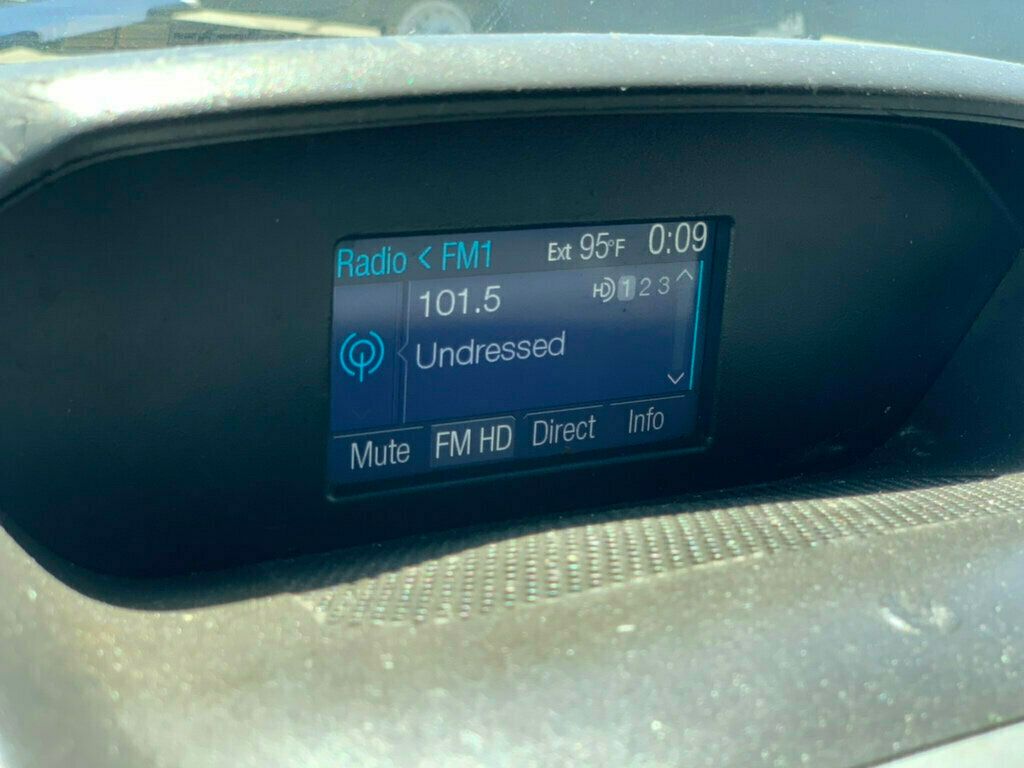 Radio < FM1 Ext 95°F 0:09
101.5 HD 1 2 3
Undressed
Mute FM HD Direct Info